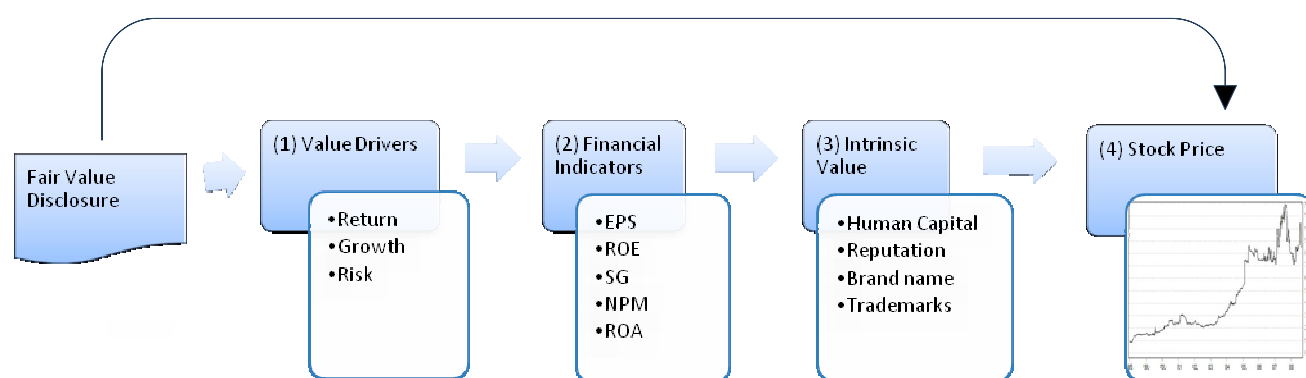 Fair Value
Disclosure
(1) Value Drivers
•Return
•Growth
•Risk
(2) Financial
Indicators
•EPS
•ROE
•SG
•NPM
•ROA
(3) Intrinsic
Value
•Human Capital
•Reputation
•Brand name
•Trademarks
(4) Stock Price